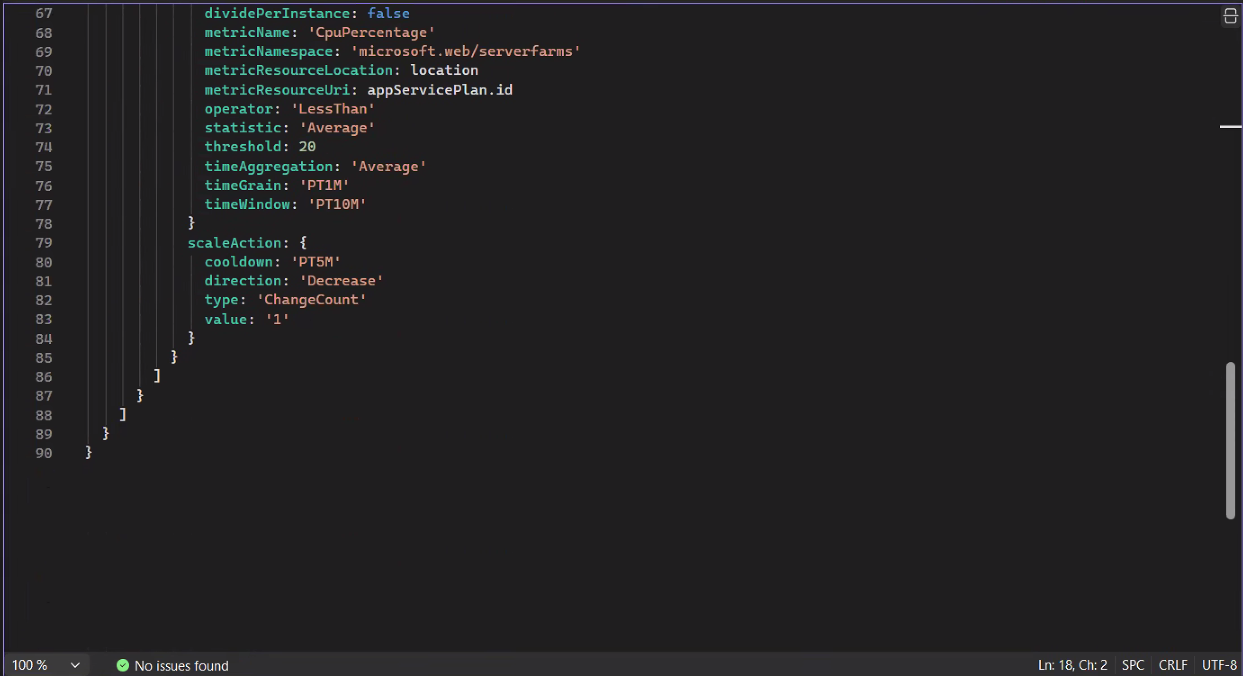 67 dividePerInstance: false
68 metricName: 'CpuPercentage'
69 metricNamespace: 'microsoft.web/serverfarms'
70 metricResourceLocation: location
71 metricResourceUri: appServicePlan.id
72 operator: 'LessThan'
73 statistic: 'Average'
74 threshold: 20
75 timeAggregation: 'Average'
76 timeGrain: 'PT1M'
77 timeWindow: 'PT10M'
78 }
79 scaleAction: {
80 cooldown: 'PT5M'
81 direction: 'Decrease'
82 type: 'ChangeCount'
83 value: '1'
84 }
85 }
86 ]
87 }
88 ]
89 }
90 }
100 % No issues found Ln: 18, Ch: 2 SPC CRLF UTF-8